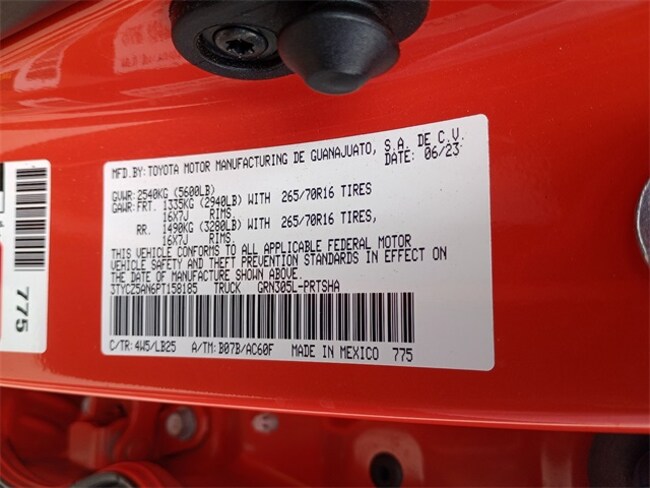 MFD.BY: TOYOTA MOTOR MANUFACTURING DE GUANAJUATO, S.A. DE C.V.
DATE: 06/23
GVWR: 2540KG (5600LB)
GAWR: FRT. 1335KG (2940LB) WITH 265/70R16 TIRES
16X7J RIMS.
RR. 1490KG (3280LB) WITH 265/70R16 TIRES,
16X7J RIMS.
THIS VEHICLE CONFORMS TO ALL APPLICABLE FEDERAL MOTOR
VEHICLE SAFETY AND THEFT PREVENTION STANDARDS IN EFFECT ON
THE DATE OF MANUFACTURE SHOWN ABOVE.
3TYCZ5AN6PT158185 TRUCK GRN305L-PRTSHA
C/TR: 4W5/LB25 A/TM: B07B/AC60F MADE IN MEXICO 775
775